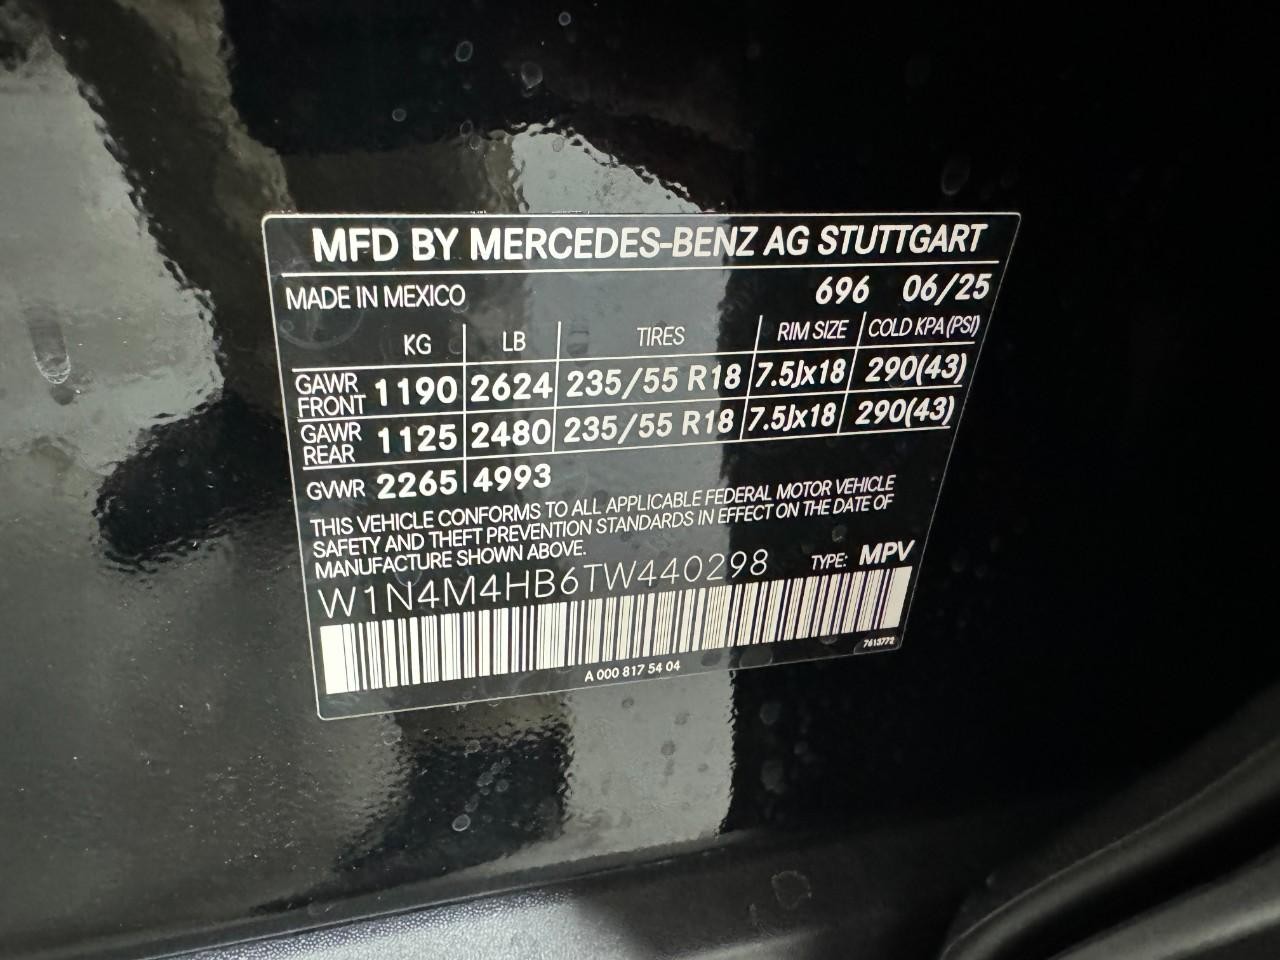 MFD BY MERCEDES-BENZ AG STUTTGART
MADE IN MEXICO 696 06/25
KG LB TIRES RIM SIZE COLD KPA(PSI)
GAWR FRONT 1190 2624 235/55 R18 7.5Jx18 290(43)
GAWR REAR 1125 2480 235/55 R18 7.5Jx18 290(43)
GVWR 2265 4993
THIS VEHICLE CONFORMS TO ALL APPLICABLE FEDERAL MOTOR VEHICLE
SAFETY AND THEFT PREVENTION STANDARDS IN EFFECT ON THE DATE OF
MANUFACTURE SHOWN ABOVE.
W1N4M4HB6TW440298 TYPE: MPV
A 000 817 54 04 7613772